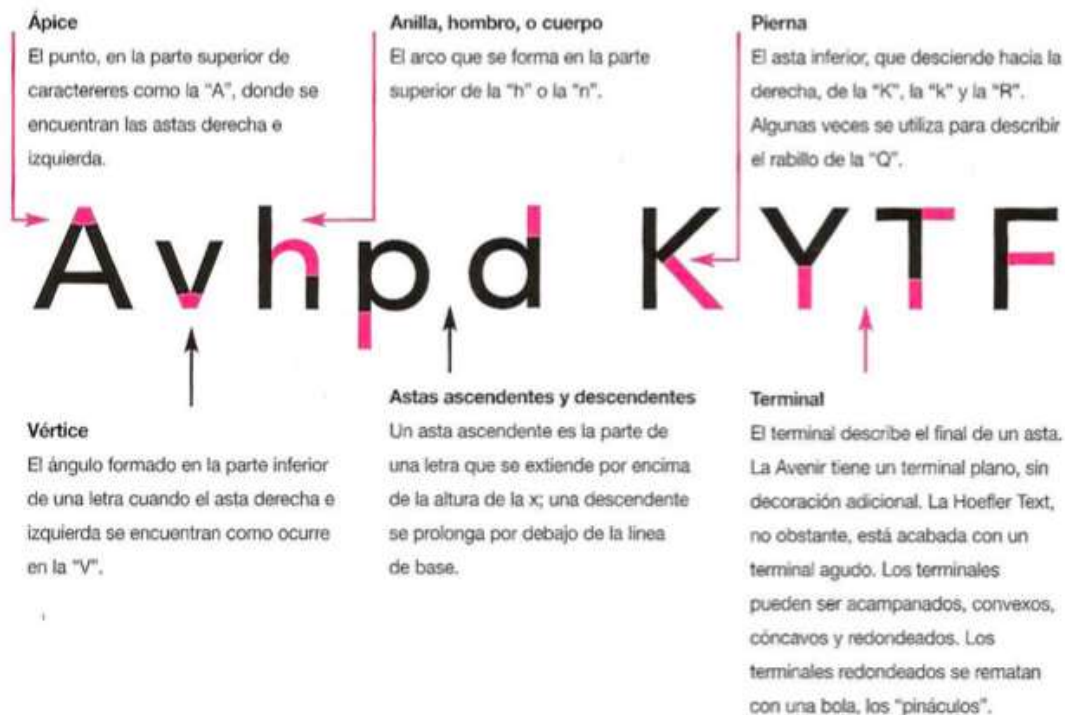 Ápice
El punto, en la parte superior de
caractereres como la "A", donde se
encuentran las astas derecha e
izquierda.
Anilla, hombro, o cuerpo
El arco que se forma en la parte
superior de la "h" o la "n".
Pierna
El asta inferior, que desciende hacia la
derecha, de la "K", la "k" y la "R".
Algunas veces se utiliza para describir
el rabillo de la "Q".
A v h p d K Y T F
Vértice
El ángulo formado en la parte inferior
de una letra cuando el asta derecha e
izquierda se encuentran como ocurre
en la "V".
Astas ascendentes y descendentes
Un asta ascendente es la parte de
una letra que se extiende por encima
de la altura de la x; una descendente
se prolonga por debajo de la linea
de base.
Terminal
El terminal describe el final de un asta.
La Avenir tiene un terminal plano, sin
decoración adicional. La Hoefler Text,
no obstante, está acabada con un
terminal agudo. Los terminales
pueden ser acampanados, convexos,
cóncavos y redondeados. Los
terminales redondeados se rematan
con una bola, los "pináculos".